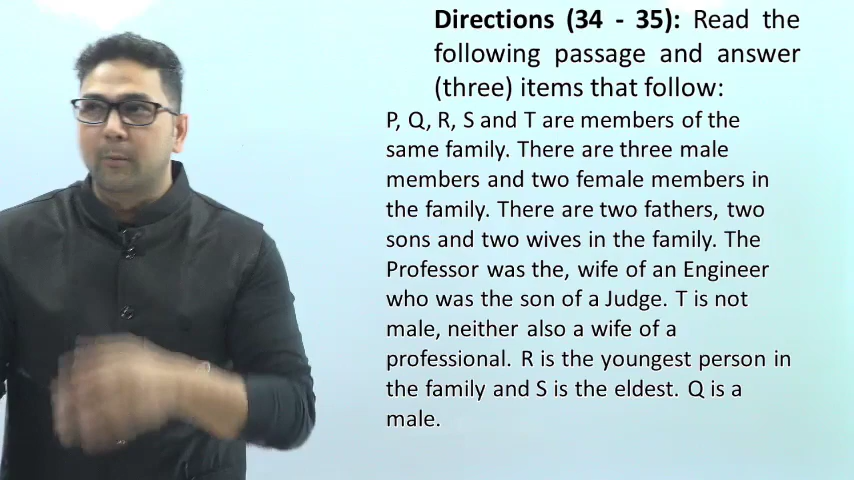 Directions (34 - 35): Read the
following passage and answer
(three) items that follow:
P, Q, R, S and T are members of the
same family. There are three male
members and two female members in
the family. There are two fathers, two
sons and two wives in the family. The
Professor was the, wife of an Engineer
who was the son of a Judge. T is not
male, neither also a wife of a
professional. R is the youngest person in
the family and S is the eldest. Q is a
male.